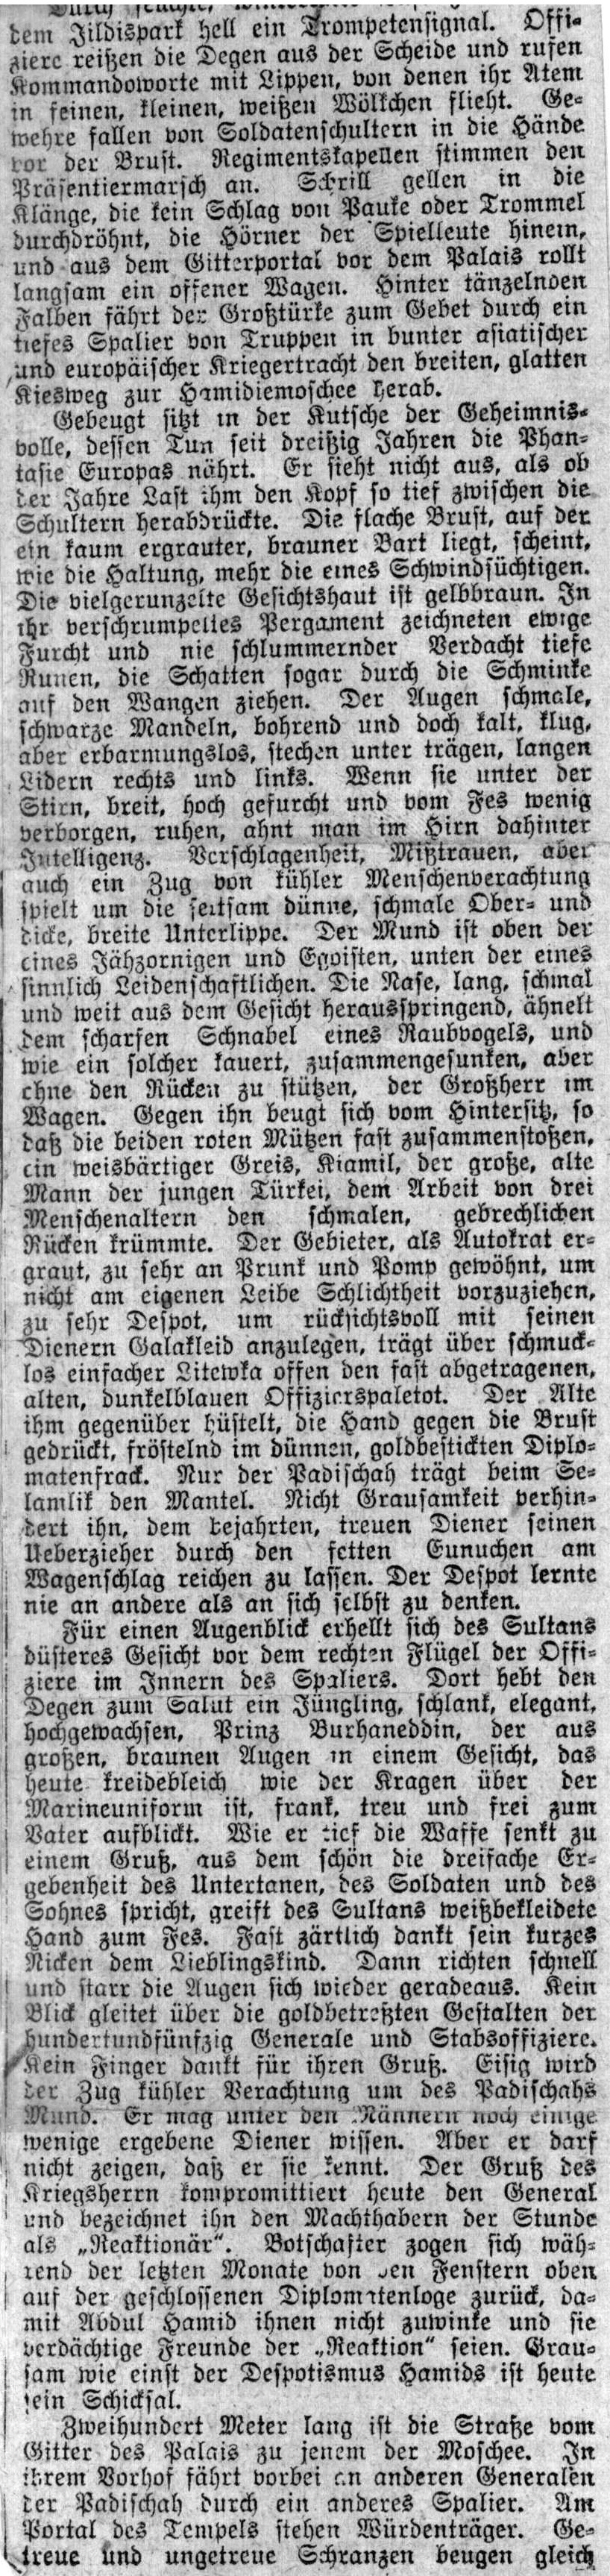 dem Jildispark hell ein Trompetensignal. Offi-
ziere reißen die Degen aus der Scheide und rufen
Kommandoworte mit Lippen, von denen ihr Atem
in feinen, kleinen, weißen Wölkchen flieht. Ge-
wehre fallen von Soldatenschultern in die Hände
vor der Brust. Regimentskapellen stimmen den
Präsentiermarsch an. Schrill gellen in die
Klänge, die kein Schlag von Pauke oder Trommel
durchdröhnt, die Hörner der Spielleute hinein,
und aus dem Gitterportal vor dem Palais rollt
langsam ein offener Wagen. Hinter tänzelnden
Falben fährt der Großtürke zum Gebet durch ein
tiefes Spalier von Truppen in bunter asiatischer
und europäischer Kriegertracht den breiten, glatten
Kiesweg zur Hamidiemoschee herab.
Gebeugt sitzt in der Kutsche der Geheimnis-
volle, dessen Tun seit dreißig Jahren die Phan-
tasie Europas nährt. Er sieht nicht aus, als ob
der Jahre Last ihm den Kopf so tief zwischen die
Schultern herabdrückte. Die flache Brust, auf der
ein kaum ergrauter, brauner Bart liegt, scheint,
wie die Haltung, mehr die eines Schwindsüchtigen.
Die vielgerunzelte Gesichtshaut ist gelbbraun. In
ihr verschrumpeltes Pergament zeichneten ewige
Furcht und nie schlummernder Verdacht tiefe
Runen, die Schatten sogar durch die Schminke
auf den Wangen ziehen. Der Augen schmale,
schwarze Mandeln, bohrend und doch kalt, klug,
aber erbarmungslos, stechen unter trägen, langen
Lidern rechts und links. Wenn sie unter der
Stirn, breit, hoch gefurcht und vom Fes wenig
verborgen, ruhen, ahnt man im Hirn dahinter
Intelligenz. Verschlagenheit, Mißtrauen, aber
auch ein Zug von kühler Menschenverachtung
spielt um die seltsam dünne, schmale Ober- und
dicke, breite Unterlippe. Der Mund ist oben der
eines Jähzornigen und Egoisten, unten der eines
sinnlich Leidenschaftlichen. Die Nase, lang, schmal
und weit aus dem Gesicht herausspringend, ähnelt
dem scharfen Schnabel eines Raubvogels, und
wie ein solcher kauert, zusammengesunken, aber
ohne den Rücken zu stützen, der Großherr im
Wagen. Gegen ihn beugt sich vom Hintersitz, so
daß die beiden roten Mützen fast zusammenstoßen,
ein weisbärtiger Greis, Kiamil, der große, alte
Mann der jungen Türkei, dem Arbeit von drei
Menschenaltern den schmalen, gebrechlichen
Rücken krümmte. Der Gebieter, als Autokrat er-
graut, zu sehr an Prunk und Pomp gewöhnt, um
nicht am eigenen Leibe Schlichtheit vorzuziehen,
zu sehr Despot, um rücksichtsvoll mit seinen
Dienern Galakleid anzulegen, trägt über schmuck-
los einfacher Litewka offen den fast abgetragenen,
alten, dunkelblauen Offizierspaletot. Der Alte
ihm gegenüber hüstelt, die Hand gegen die Brust
gedrückt, fröstelnd im dünnen, goldbestickten Diplo-
matenfrack. Nur der Padischah trägt beim Se-
lamlik den Mantel. Nicht Grausamkeit verhin-
dert ihn, dem bejahrten, treuen Diener seinen
Ueberzieher durch den fetten Eunuchen am
Wagenschlag reichen zu lassen. Der Despot lernte
nie an andere als an sich selbst zu denken.
Für einen Augenblick erhellt sich des Sultans
düsteres Gesicht vor dem rechten Flügel der Offi-
ziere im Innern des Spaliers. Dort hebt den
Degen zum Salut ein Jüngling, schlank, elegant,
hochgewachsen, Prinz Burhaneddin, der aus
großen, braunen Augen in einem Gesicht, das
heute kreidebleich wie der Kragen über der
Marineuniform ist, frank, treu und frei zum
Vater aufblickt. Wie er tief die Waffe senkt zu
einem Gruß, aus dem schön die dreifache Er-
gebenheit des Untertanen, des Soldaten und des
Sohnes spricht, greift des Sultans weißbekleidete
Hand zum Fes. Fast zärtlich dankt sein kurzes
Nicken dem Lieblingskind. Dann richten schnell
und starr die Augen sich wieder geradeaus. Kein
Blick gleitet über die goldbetreßten Gestalten der
hundertundfünfzig Generale und Stabsoffiziere.
Kein Finger dankt für ihren Gruß. Eisig wird
der Zug kühler Verachtung um des Padischahs
Mund. Er mag unter den Männern noch einige
wenige ergebene Diener wissen. Aber er darf
nicht zeigen, daß er sie kennt. Der Gruß des
Kriegsherrn kompromittiert heute den General
und bezeichnet ihn den Machthabern der Stunde
als „Reaktionär“. Botschafter zogen sich wäh-
rend der letzten Monate von den Fenstern oben
auf der geschlossenen Diplomatenloge zurück, da-
mit Abdul Hamid ihnen nicht zuwinke und sie
verdächtige Freunde der „Reaktion“ seien. Grau-
sam wie einst der Despotismus Hamids ist heute
sein Schicksal.
Zweihundert Meter lang ist die Straße vom
Gitter des Palais zu jenem der Moschee. In
ihrem Vorhof fährt vorbei an anderen Generalen
der Padischah durch ein anderes Spalier. Am
Portal des Tempels stehen Würdenträger. Ge-
treue und ungetreue Schranzen beugen gleich